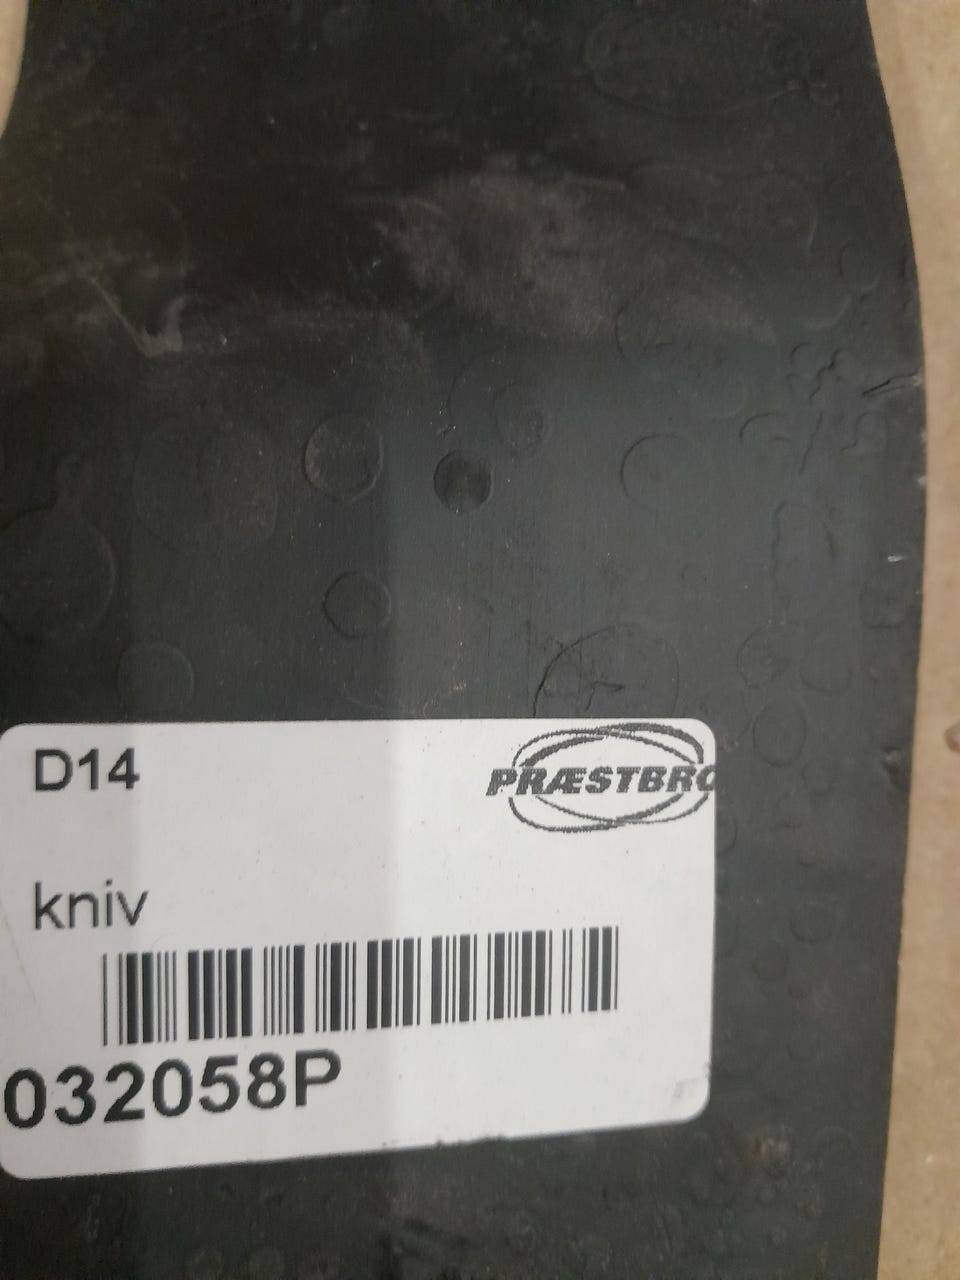 D14
PRÆSTBRO
kniv
032058P